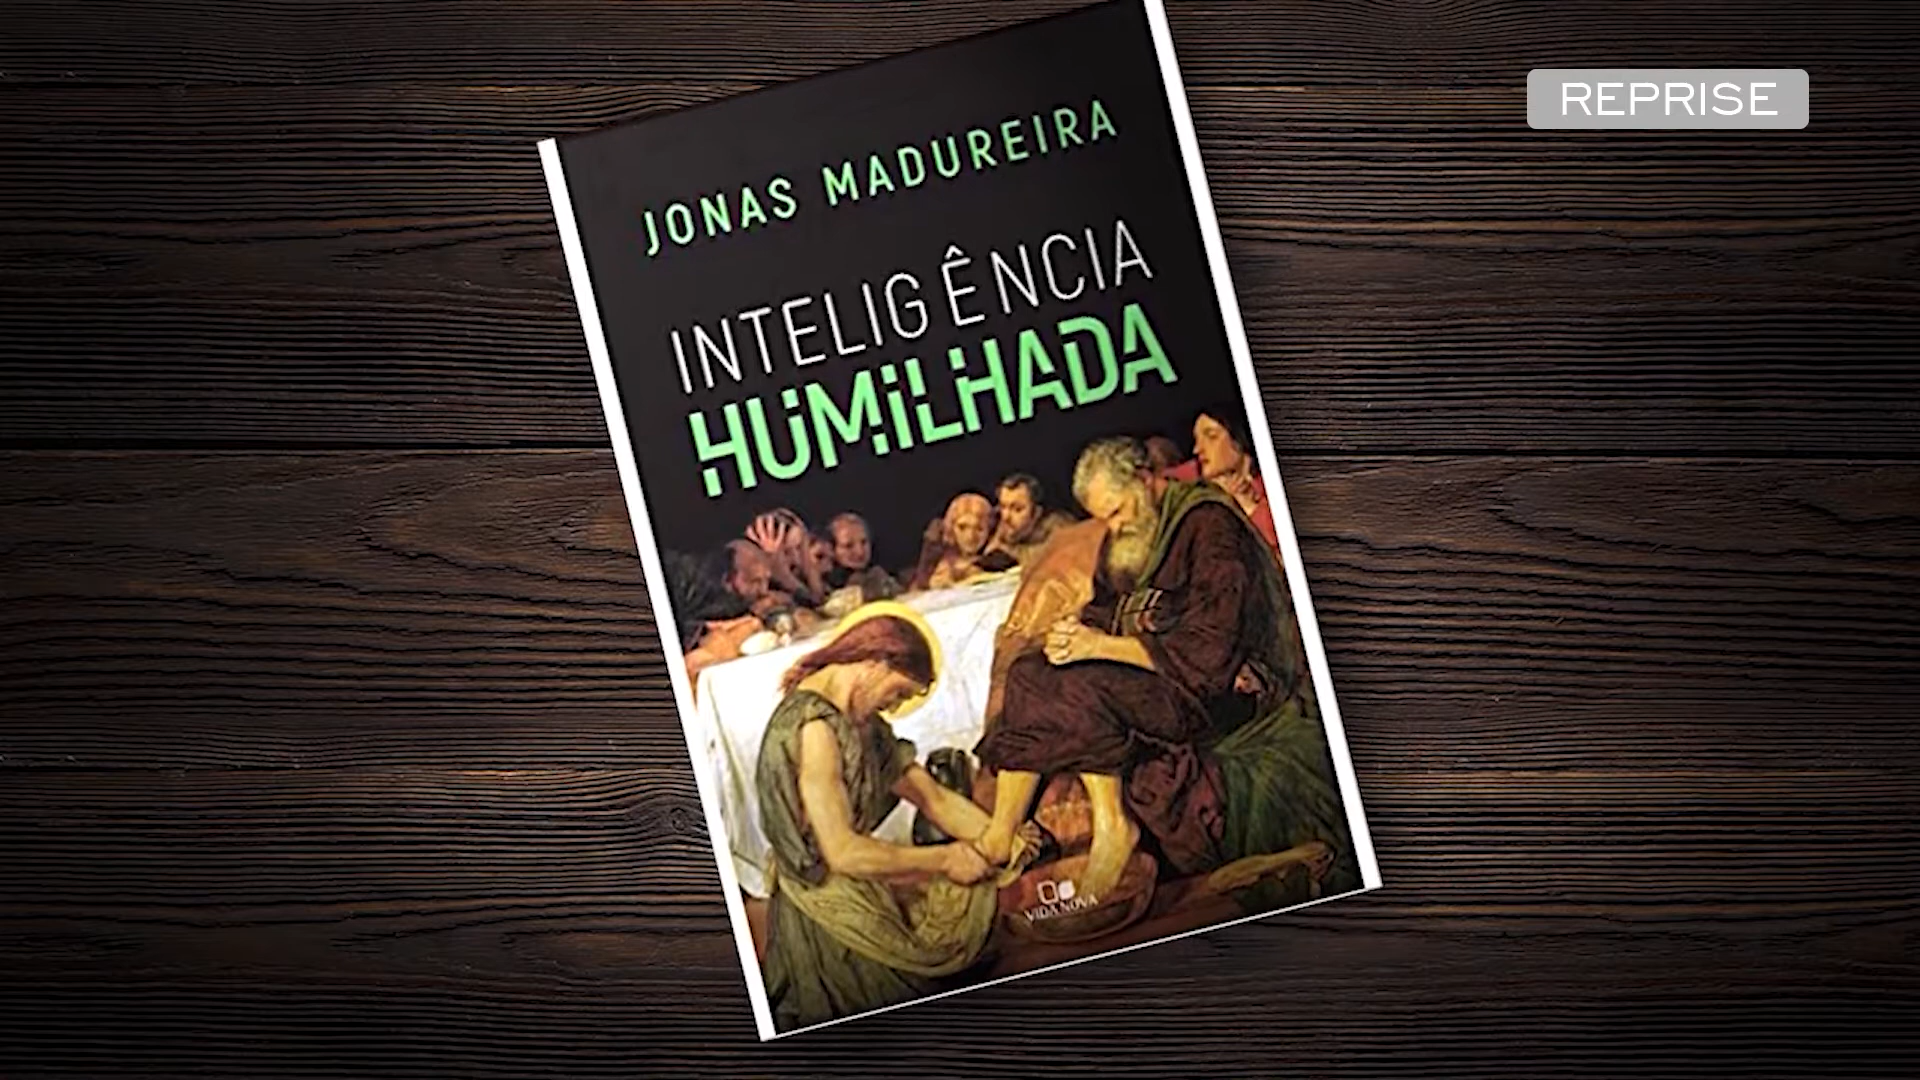 REPRISE
JONAS MADUREIRA
INTELIGÊNCIA
HUMILHADA
VIDA NOVA